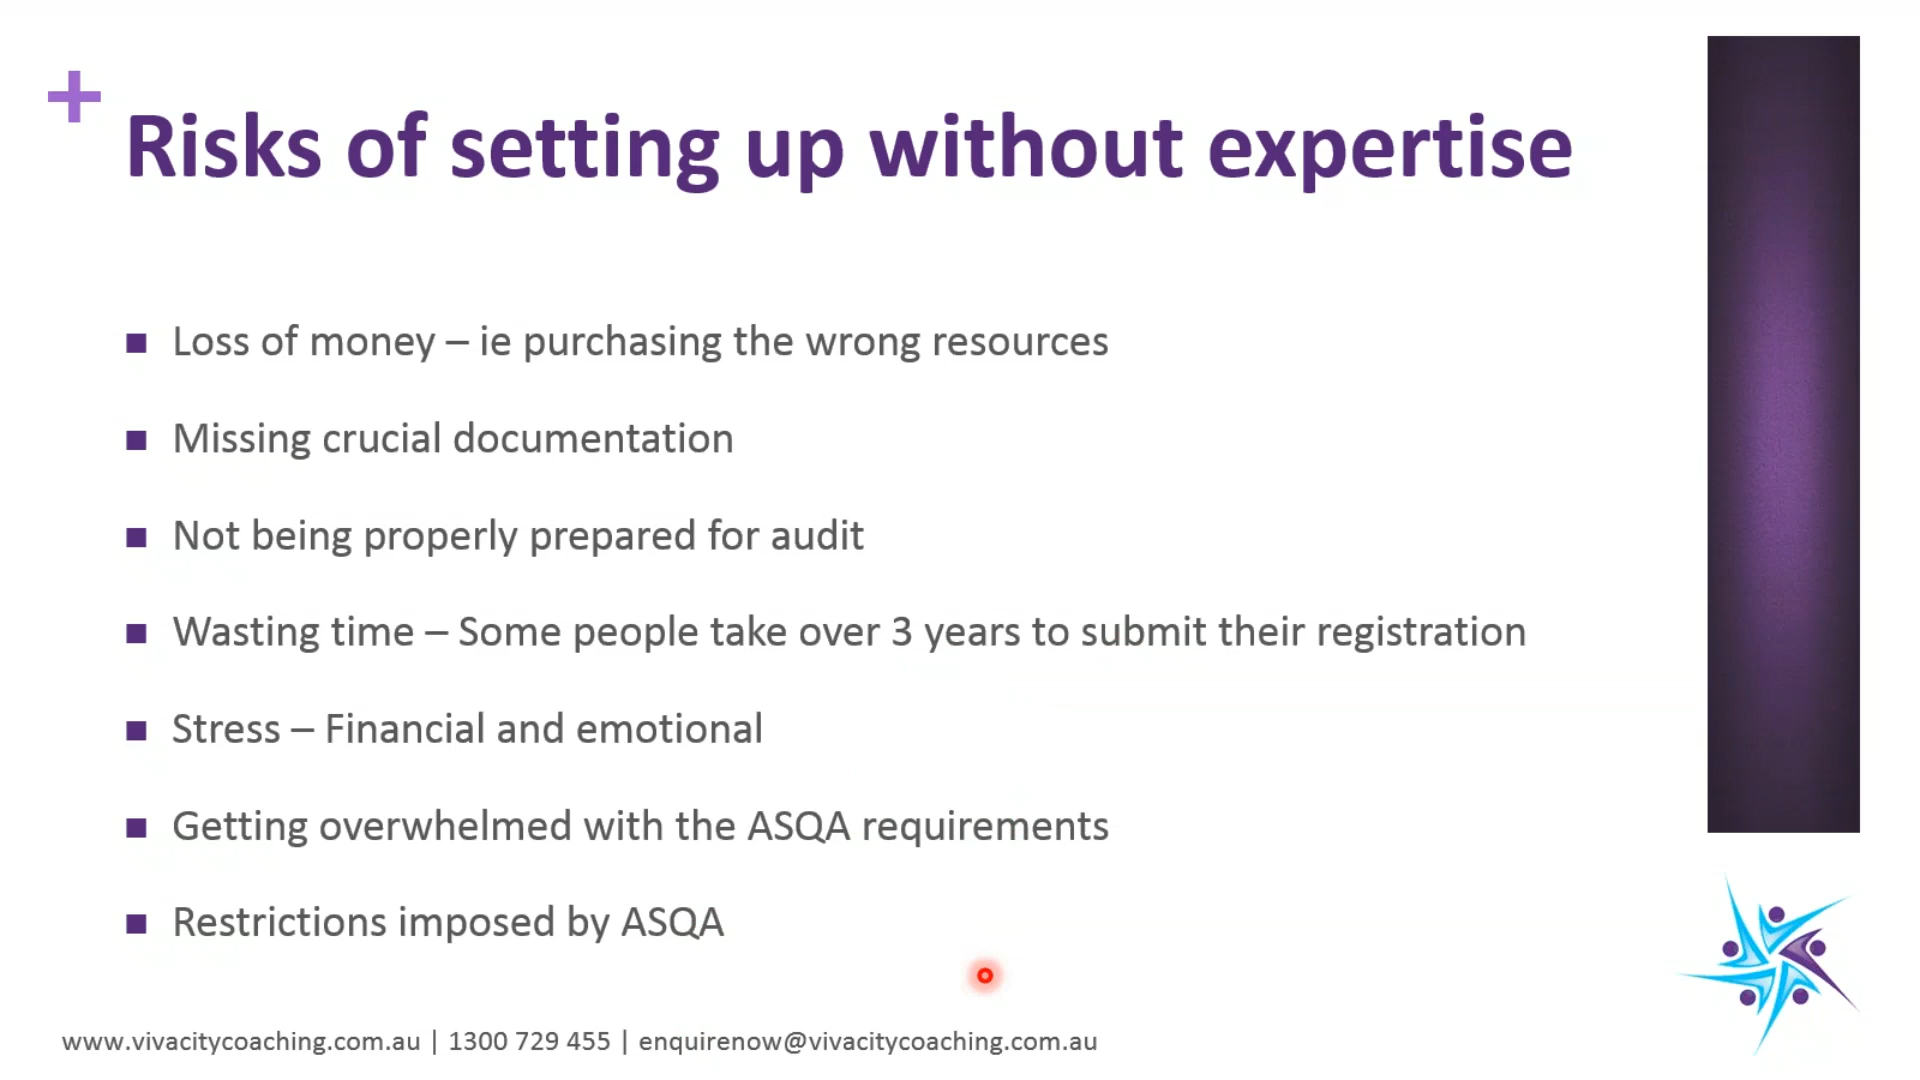 Risks of setting up without expertise
Loss of money – ie purchasing the wrong resources
Missing crucial documentation
Not being properly prepared for audit
Wasting time – Some people take over 3 years to submit their registration
Stress – Financial and emotional
Getting overwhelmed with the ASQA requirements
Restrictions imposed by ASQA
www.vivacitycoaching.com.au | 1300 729 455 | enquirenow@vivacitycoaching.com.au